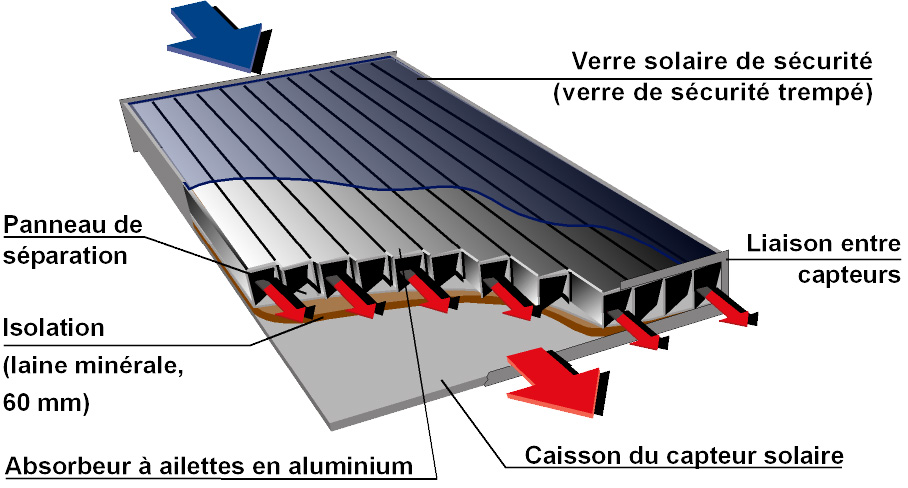 Verre solaire de sécurité
(verre de sécurité trempé)
Panneau de
séparation
Liaison entre
capteurs
Isolation
(laine minérale,
60 mm)
Absorbeur à ailettes en aluminium
Caisson du capteur solaire